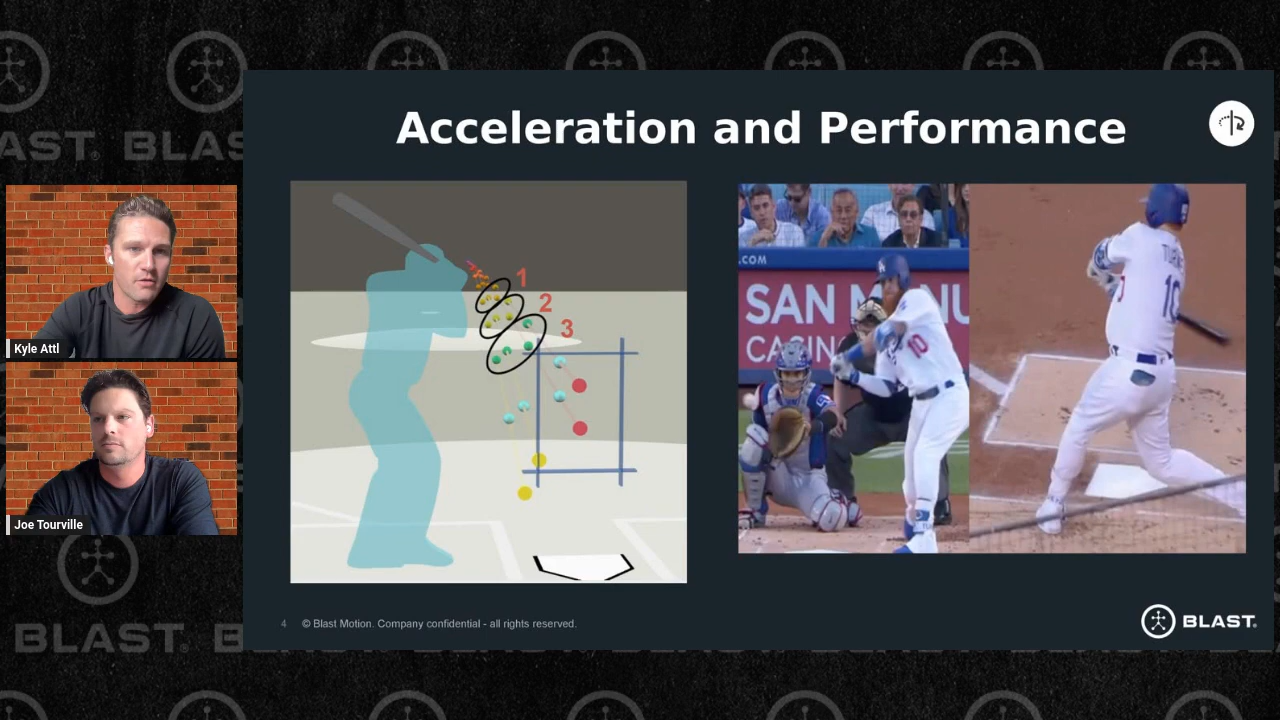 BLAST
Acceleration and Performance
1
2
3
.COM
SAN MANU
CASIN
10
TUR
10
Kyle Attl
Joe Tourville
4 © Blast Motion. Company confidential - all rights reserved.
BLAST.
BLAST.